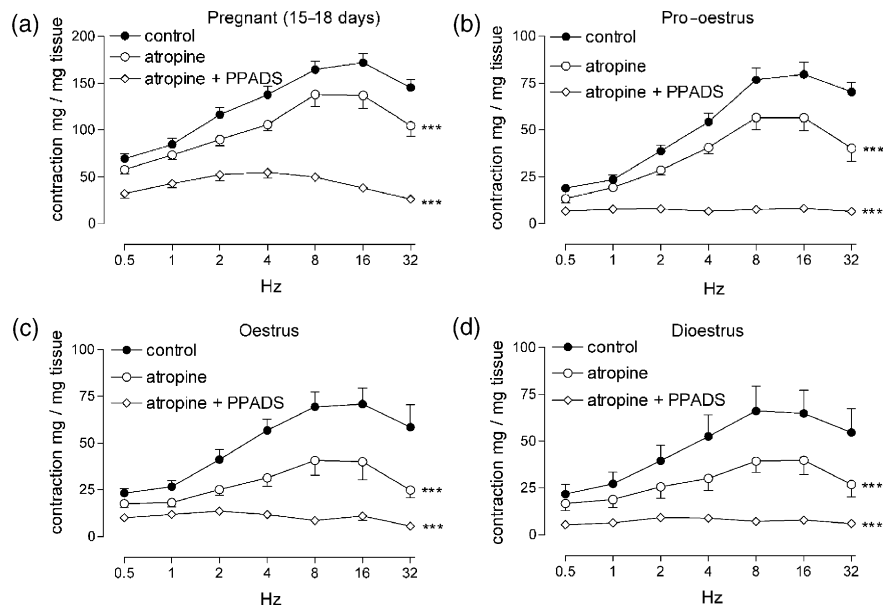 (a)
Pregnant (15–18 days)
contraction mg / mg tissue
200
150
100
50
0
control
atropine
atropine + PPADS
***
***
0.5 1 2 4 8 16 32
Hz
(b)
Pro-oestrus
contraction mg / mg tissue
100
75
50
25
0
control
atropine
atropine + PPADS
***
***
0.5 1 2 4 8 16 32
Hz
(c)
Oestrus
contraction mg / mg tissue
100
75
50
25
0
control
atropine
atropine + PPADS
***
***
0.5 1 2 4 8 16 32
Hz
(d)
Dioestrus
contraction mg / mg tissue
100
75
50
25
0
control
atropine
atropine + PPADS
***
***
0.5 1 2 4 8 16 32
Hz